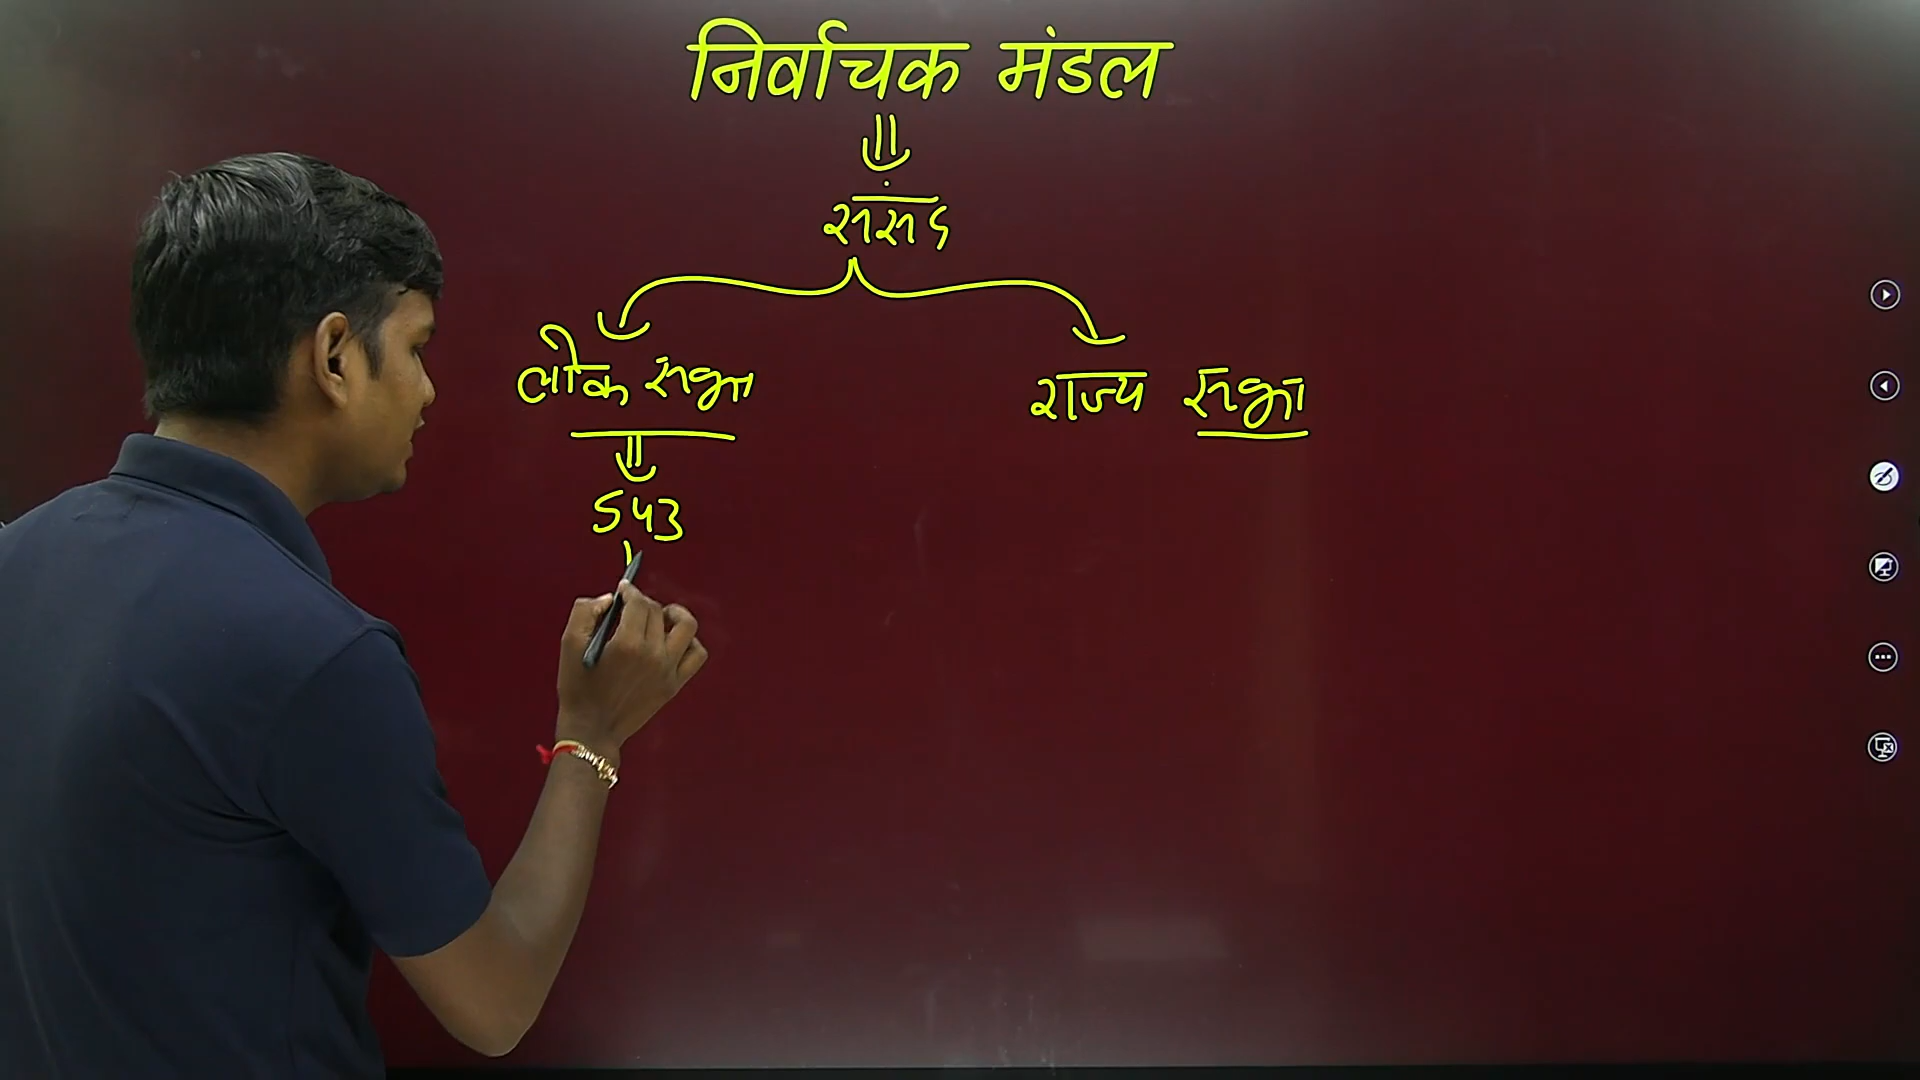 निर्वाचक मंडल
संसद
लोक सभा
राज्य सभा
543